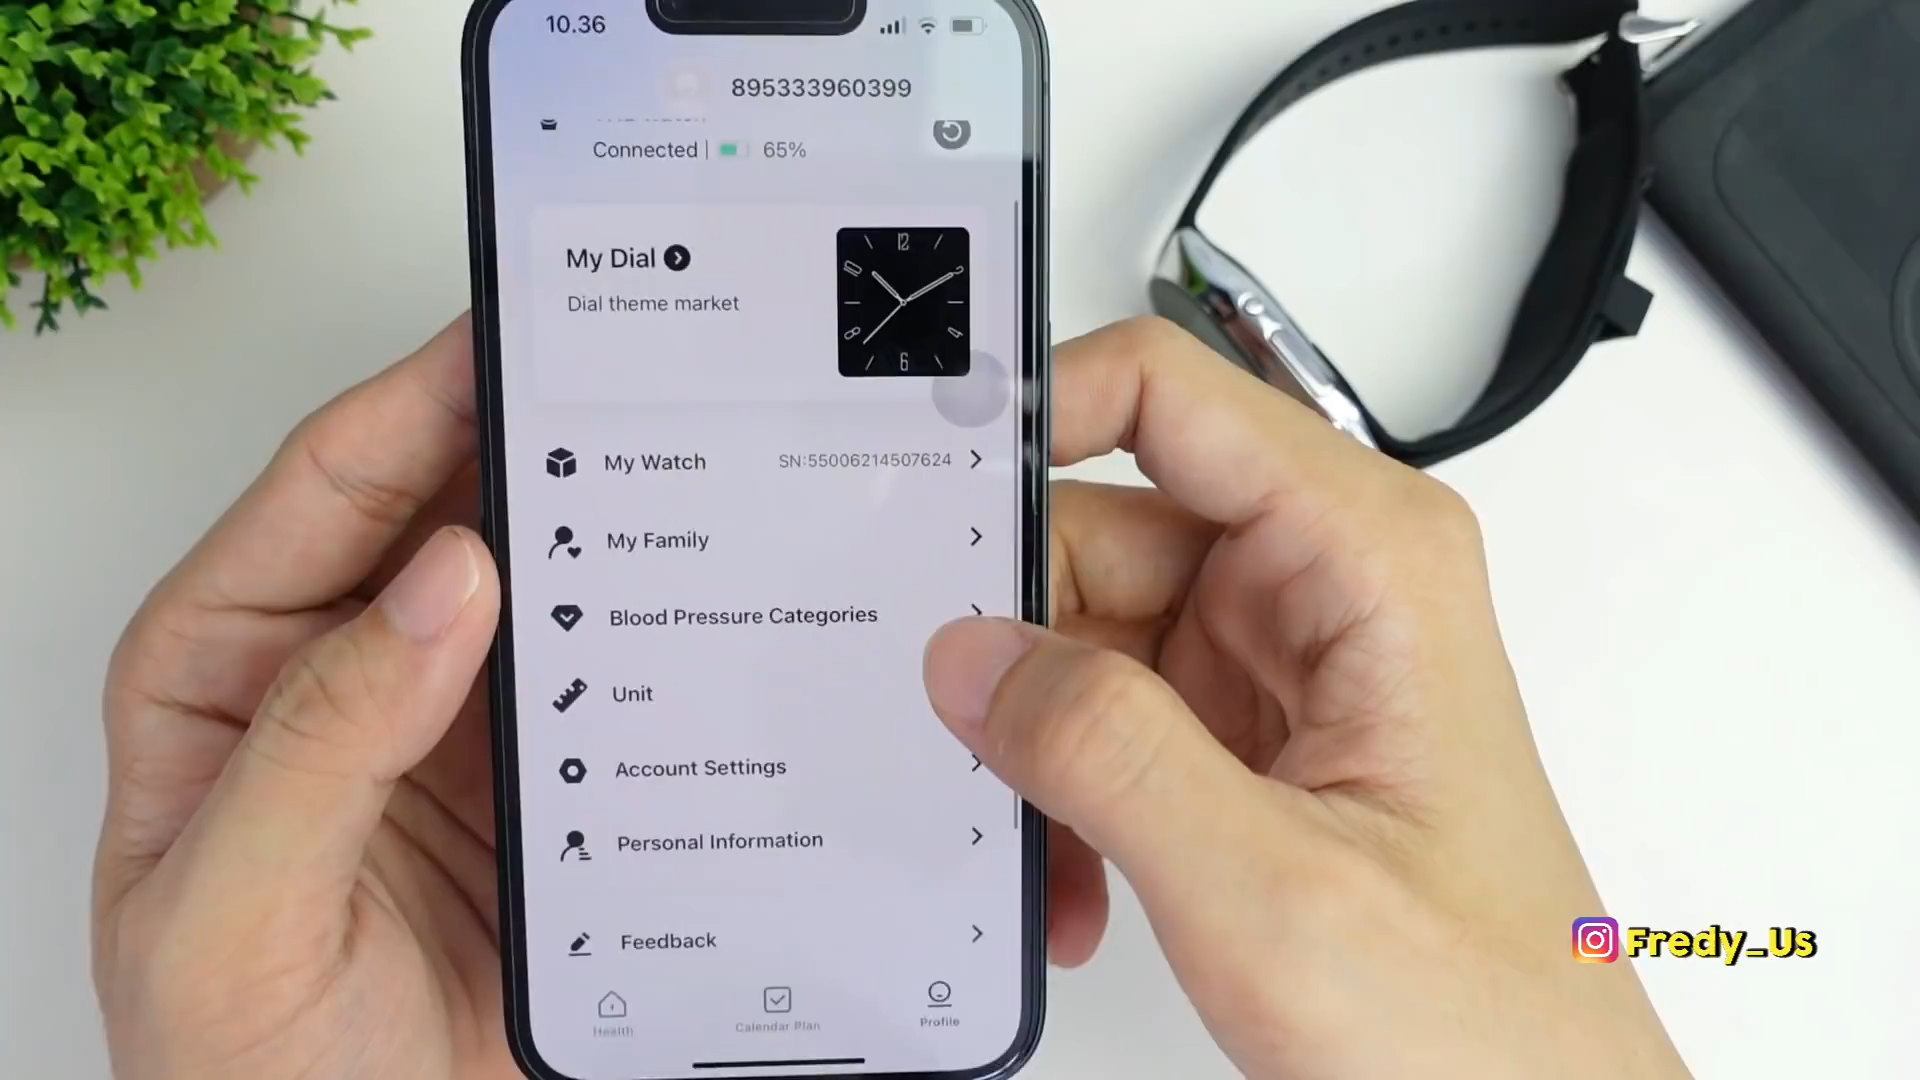 10.36
895333960399
Connected | 65%
My Dial
Dial theme market
12
6
My Watch SN:55006214507624
My Family
Blood Pressure Categories
Unit
Account Settings
Personal Information
Feedback
Health
Calendar Plan
Profile
Fredy_Us